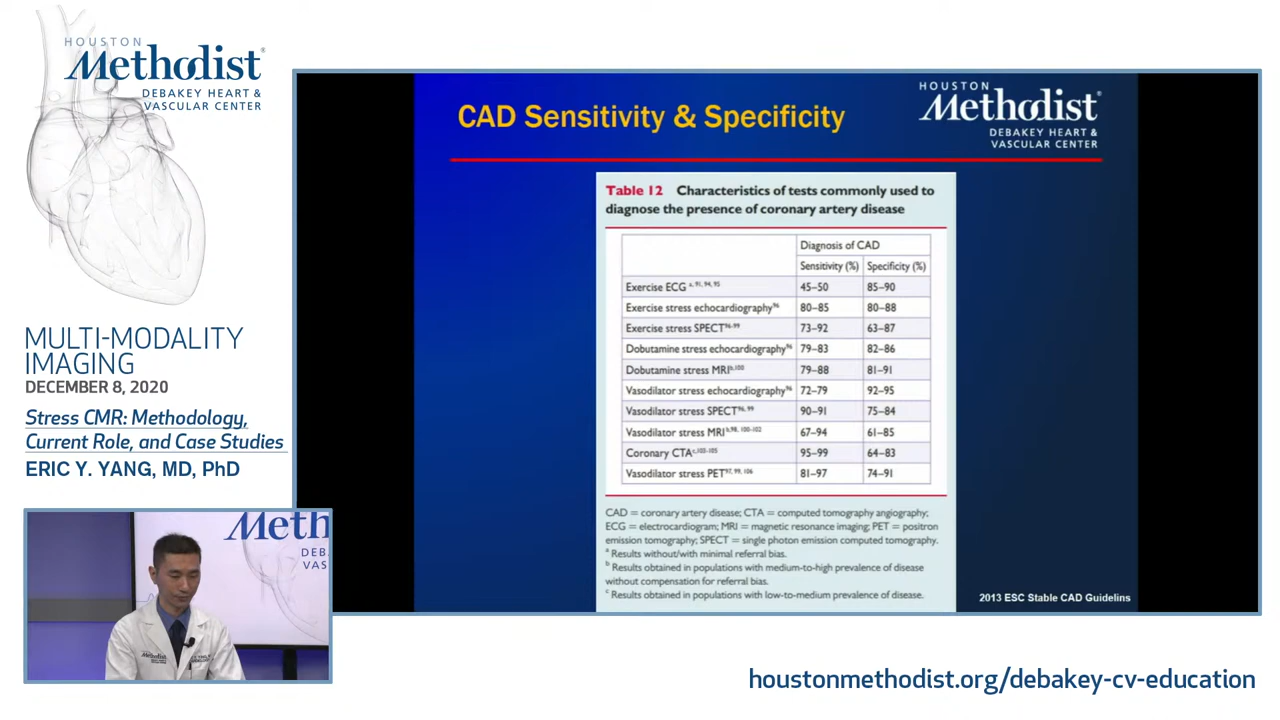 HOUSTON
Methodist®
DEBAKEY HEART &
VASCULAR CENTER
MULTI-MODALITY
IMAGING
DECEMBER 8, 2020
Stress CMR: Methodology,
Current Role, and Case Studies
ERIC Y. YANG, MD, PhD
CAD Sensitivity & Specificity
HOUSTON
Methodist®
DEBAKEY HEART &
VASCULAR CENTER
Table 12 Characteristics of tests commonly used to
diagnose the presence of coronary artery disease
Diagnosis of CAD
Sensitivity (%) Specificity (%)
Exercise ECG a, 91, 94, 95 45–50 85–90
Exercise stress echocardiography96 80–85 80–88
Exercise stress SPECT96-99 73–92 63–87
Dobutamine stress echocardiography96 79–83 82–86
Dobutamine stress MRIb,100 79–88 81–91
Vasodilator stress echocardiography96 72–79 92–95
Vasodilator stress SPECT96, 99 90–91 75–84
Vasodilator stress MRIb,98, 100-102 67–94 61–85
Coronary CTAc,103-105 95–99 64–83
Vasodilator stress PET97, 99, 106 81–97 74–91
CAD = coronary artery disease; CTA = computed tomography angiography;
ECG = electrocardiogram; MRI = magnetic resonance imaging; PET = positron
emission tomography; SPECT = single photon emission computed tomography.
a Results without/with minimal referral bias.
b Results obtained in populations with medium-to-high prevalence of disease
without compensation for referral bias.
c Results obtained in populations with low-to-medium prevalence of disease.
2013 ESC Stable CAD Guidelins
Meth
DEB
VAS
Methodist
houstonmethodist.org/debakey-cv-education